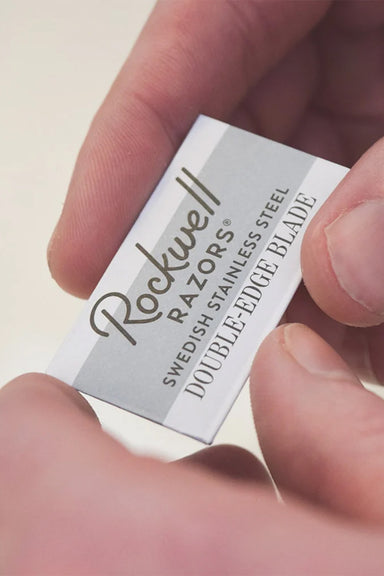 Rockwell
RAZORS®
SWEDISH STAINLESS STEEL
DOUBLE-EDGE BLADE